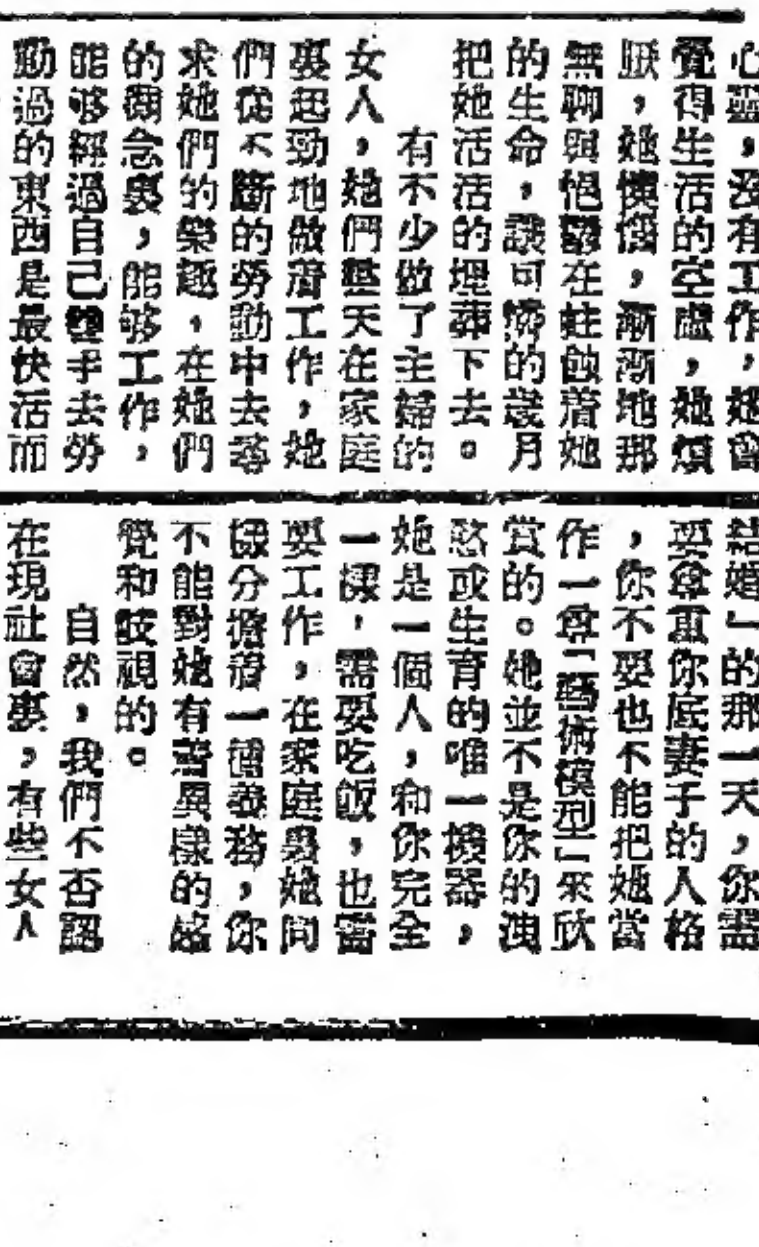 心靈，沒有工作，她會
覺得生活的空虛，她煩
厭，她懊惱，漸漸地那
無聊與悒鬱在蛀蝕着她
的生命，讓可憐的歲月
把她活活的埋葬下去。
有不少做了主婦的
女人，她們整天在家庭
裏起勁地做着工作，她
們從不斷的勞動中去尋
求她們的樂趣，在她們
的觀念裏，能够工作，
能够經過自己雙手去勞
動過的東西是最快活而
結婚」的那一天，你需
要尊重你底妻子的人格
，你不要也不能把她當
作一尊「藝術模型」來欣
賞的。她並不是你的洩
慾或生育的唯一機器，
她是一個人，和你完全
一樣，需要吃飯，也需
要工作，在家庭裏她同
樣分擔着一種義務，你
不能對她有著異樣的感
覺和歧視的。
自然，我們不否認
在現社會裏，有些女人